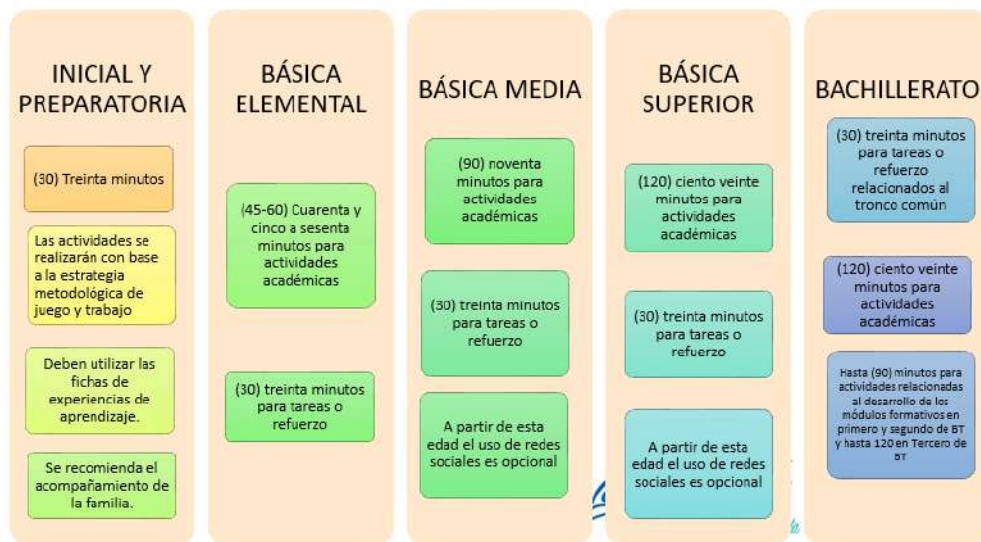 INICIAL Y
PREPARATORIA
(30) Treinta minutos
Las actividades se
realizarán con base
a la estrategia
metodológica de
juego y trabajo
Deben utilizar las
fichas de
experiencias de
aprendizaje.
Se recomienda el
acompañamiento de
la familia.
BÁSICA
ELEMENTAL
(45-60) Cuarenta y
cinco a sesenta
minutos para
actividades
académicas
(30) treinta minutos
para tareas o
refuerzo
BÁSICA MEDIA
(90) noventa
minutos para
actividades
académicas
(30) treinta minutos
para tareas o
refuerzo
A partir de esta
edad el uso de redes
sociales es opcional
BÁSICA
SUPERIOR
(120) ciento veinte
minutos para
actividades
académicas
(30) treinta minutos
para tareas o
refuerzo
A partir de esta
edad el uso de redes
sociales es opcional
BACHILLERATO
(30) treinta minutos
para tareas o
refuerzo
relacionados al
tronco común
(120) ciento veinte
minutos para
actividades
académicas
Hasta (90) minutos para
actividades relacionadas
al desarrollo de los
módulos formativos en
primero y segundo de BT
y hasta 120 en Tercero de
BT